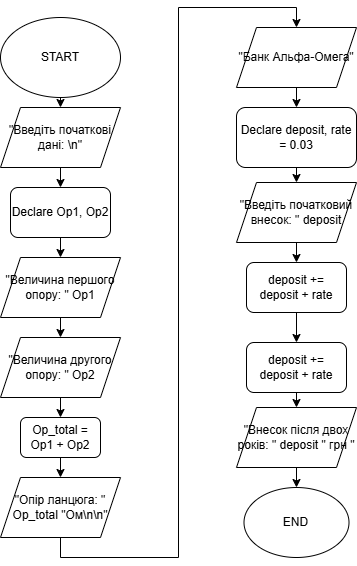 START
"Введіть початкові
дані: \n"
Declare Op1, Op2
"Величина першого
опору: " Op1
"Величина другого
опору: " Op2
Op_total =
Op1 + Op2
"Опір ланцюга: "
Op_total "Ом\n\n"
"Банк Альфа-Омега"
Declare deposit, rate
= 0.03
"Введіть початковий
внесок: " deposit
deposit +=
deposit + rate
deposit +=
deposit + rate
"Внесок після двох
років: " deposit " грн "
END